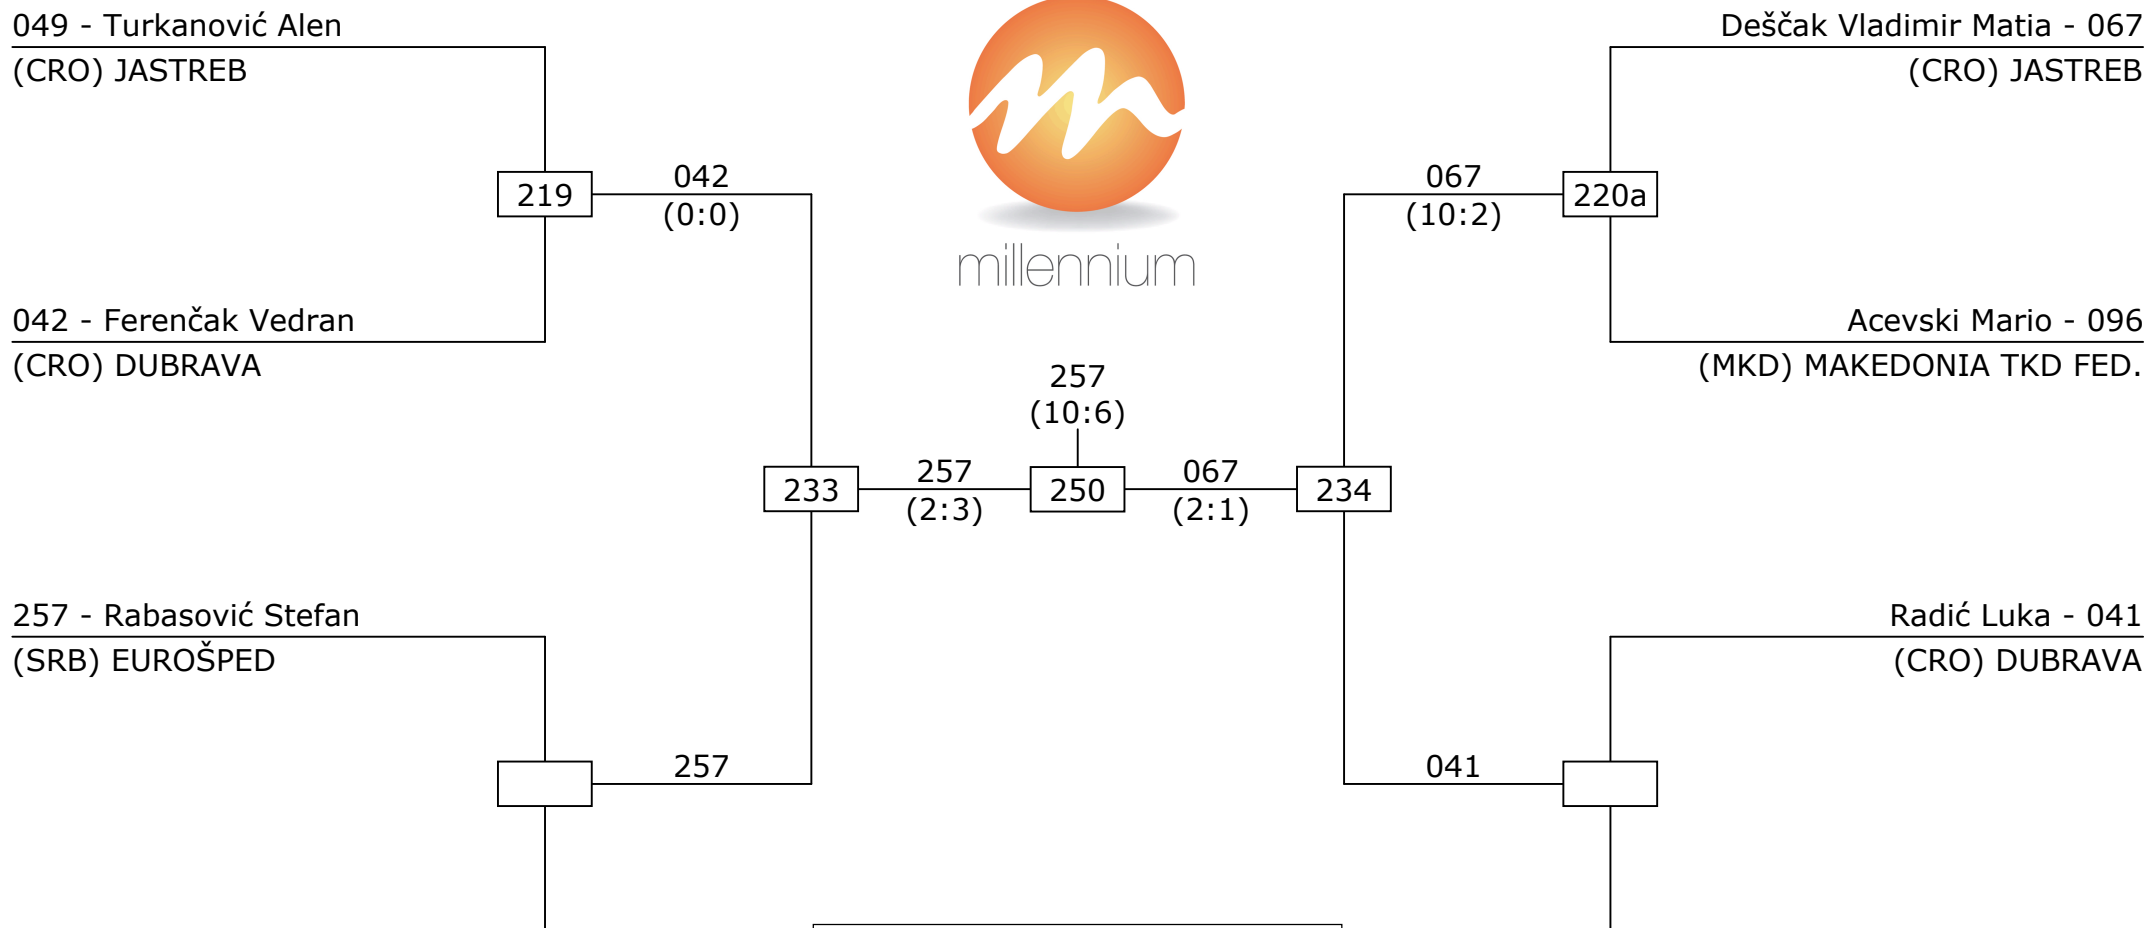 049 - Turkanović Alen
(CRO) JASTREB
Deščak Vladimir Matia - 067
(CRO) JASTREB
219
042
(0:0)
067
(10:2)
220a
millennium
042 - Ferenčak Vedran
(CRO) DUBRAVA
Acevski Mario - 096
(MKD) MAKEDONIA TKD FED.
257
(10:6)
233
257
(2:3)
250
067
(2:1)
234
257 - Rabasović Stefan
(SRB) EUROŠPED
Radić Luka - 041
(CRO) DUBRAVA
257
041